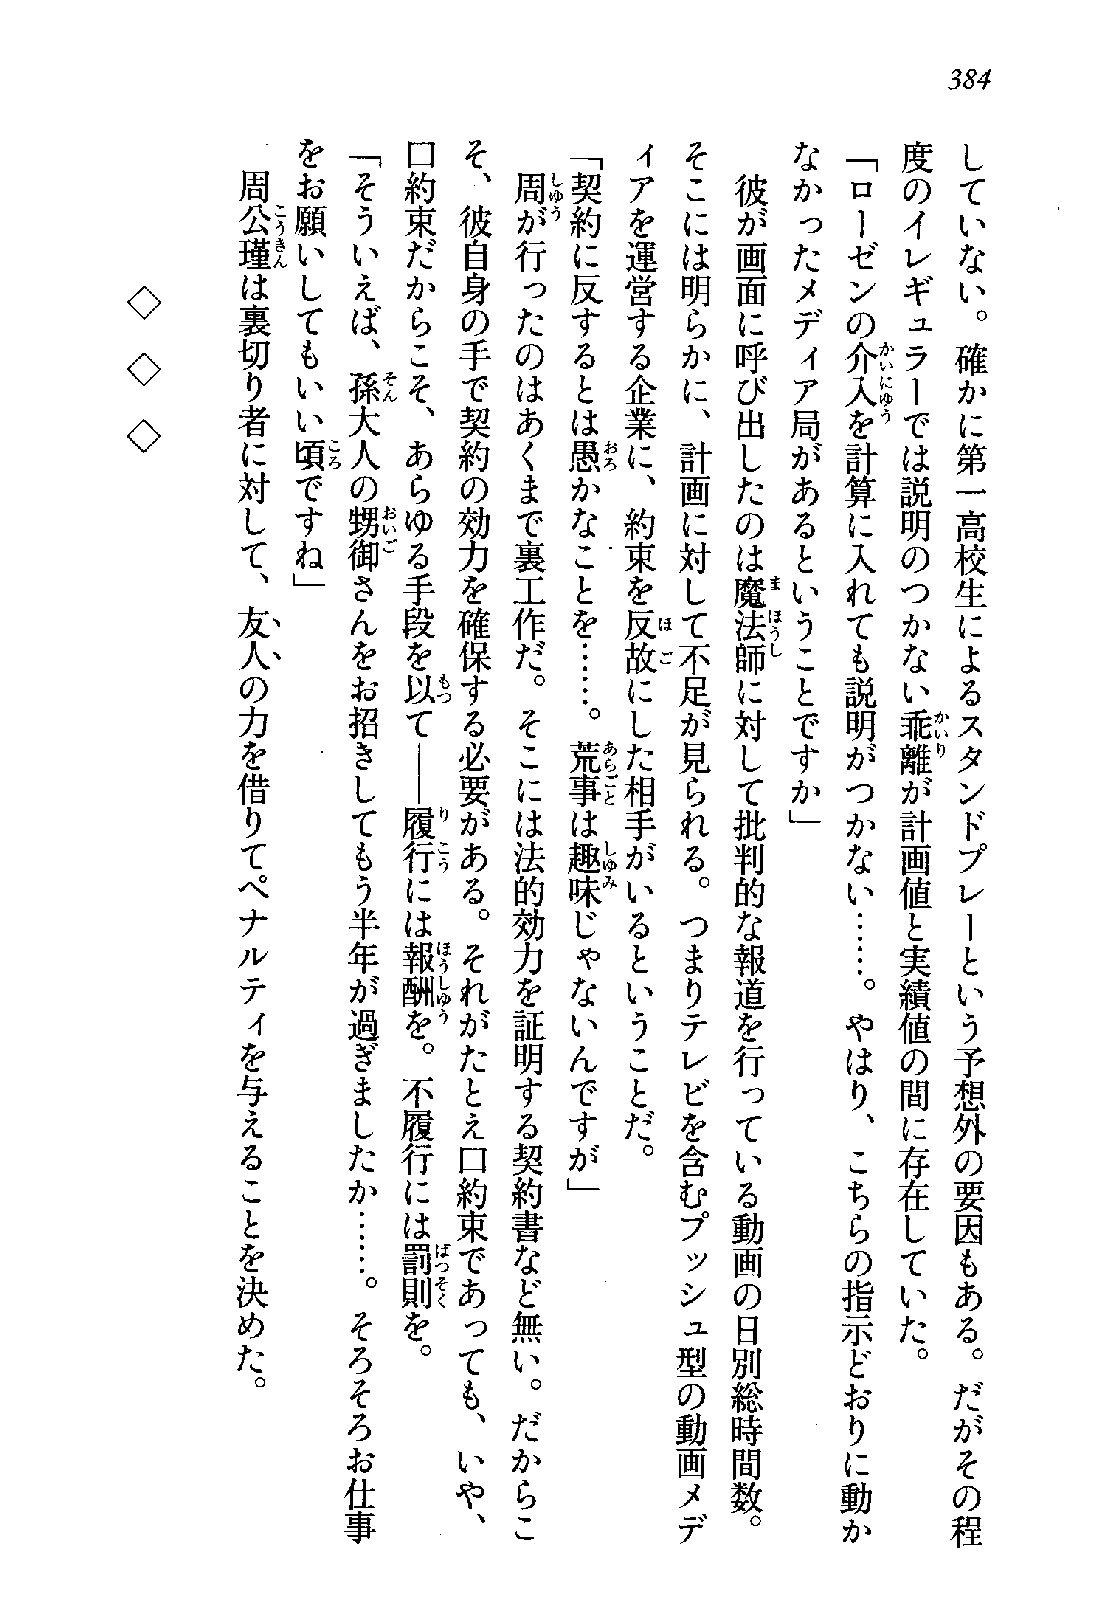 384
していない。確かに第一高校生によるスタンドプレーという予想外の要因もある。だがその程
度のイレギュラーでは説明のつかない乖離が計画値と実績値の間に存在していた。
「ローゼンの介入を計算に入れても説明がつかない……。やはり、こちらの指示どおりに動か
なかったメディア局があるということですか」
彼が画面に呼び出したのは魔法師に対して批判的な報道を行っている動画の日別総時間数。
そこには明らかに、計画に対して不足が見られる。つまりテレビを含むプッシュ型の動画メデ
ィアを運営する企業に、約束を反故にした相手がいるということだ。
「契約に反するとは愚かなことを……。荒事は趣味じゃないんですが」
周が行ったのはあくまで裏工作だ。そこには法的効力を証明する契約書など無い。だからこ
そ、彼自身の手で契約の効力を確保する必要がある。それがたとえ口約束であっても、いや、
口約束だからこそ、あらゆる手段を以て――履行には報酬を。不履行には罰則を。
「そういえば、孫大人の甥御さんをお招きしてもう半年が過ぎましたか……。そろそろお仕事
をお願いしてもいい頃ですね」
周公瑾は裏切り者に対して、友人の力を借りてペナルティを与えることを決めた。
◇ ◇ ◇